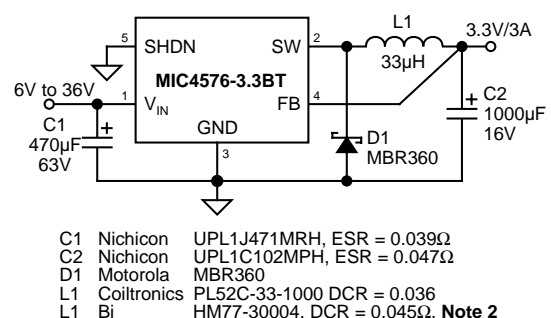 L1
33µH
3.3V/3A
5 SHDN SW 2
MIC4576-3.3BT
6V to 36V
1 VIN FB 4
GND
3
C1
470µF
63V
+
D1
MBR360
C2
1000µF
16V
+
C1 Nichicon UPL1J471MRH, ESR = 0.039Ω
C2 Nichicon UPL1C102MPH, ESR = 0.047Ω
D1 Motorola MBR360
L1 Coiltronics PL52C-33-1000 DCR = 0.036
L1 Bi HM77-30004, DCR = 0.045Ω, Note 2